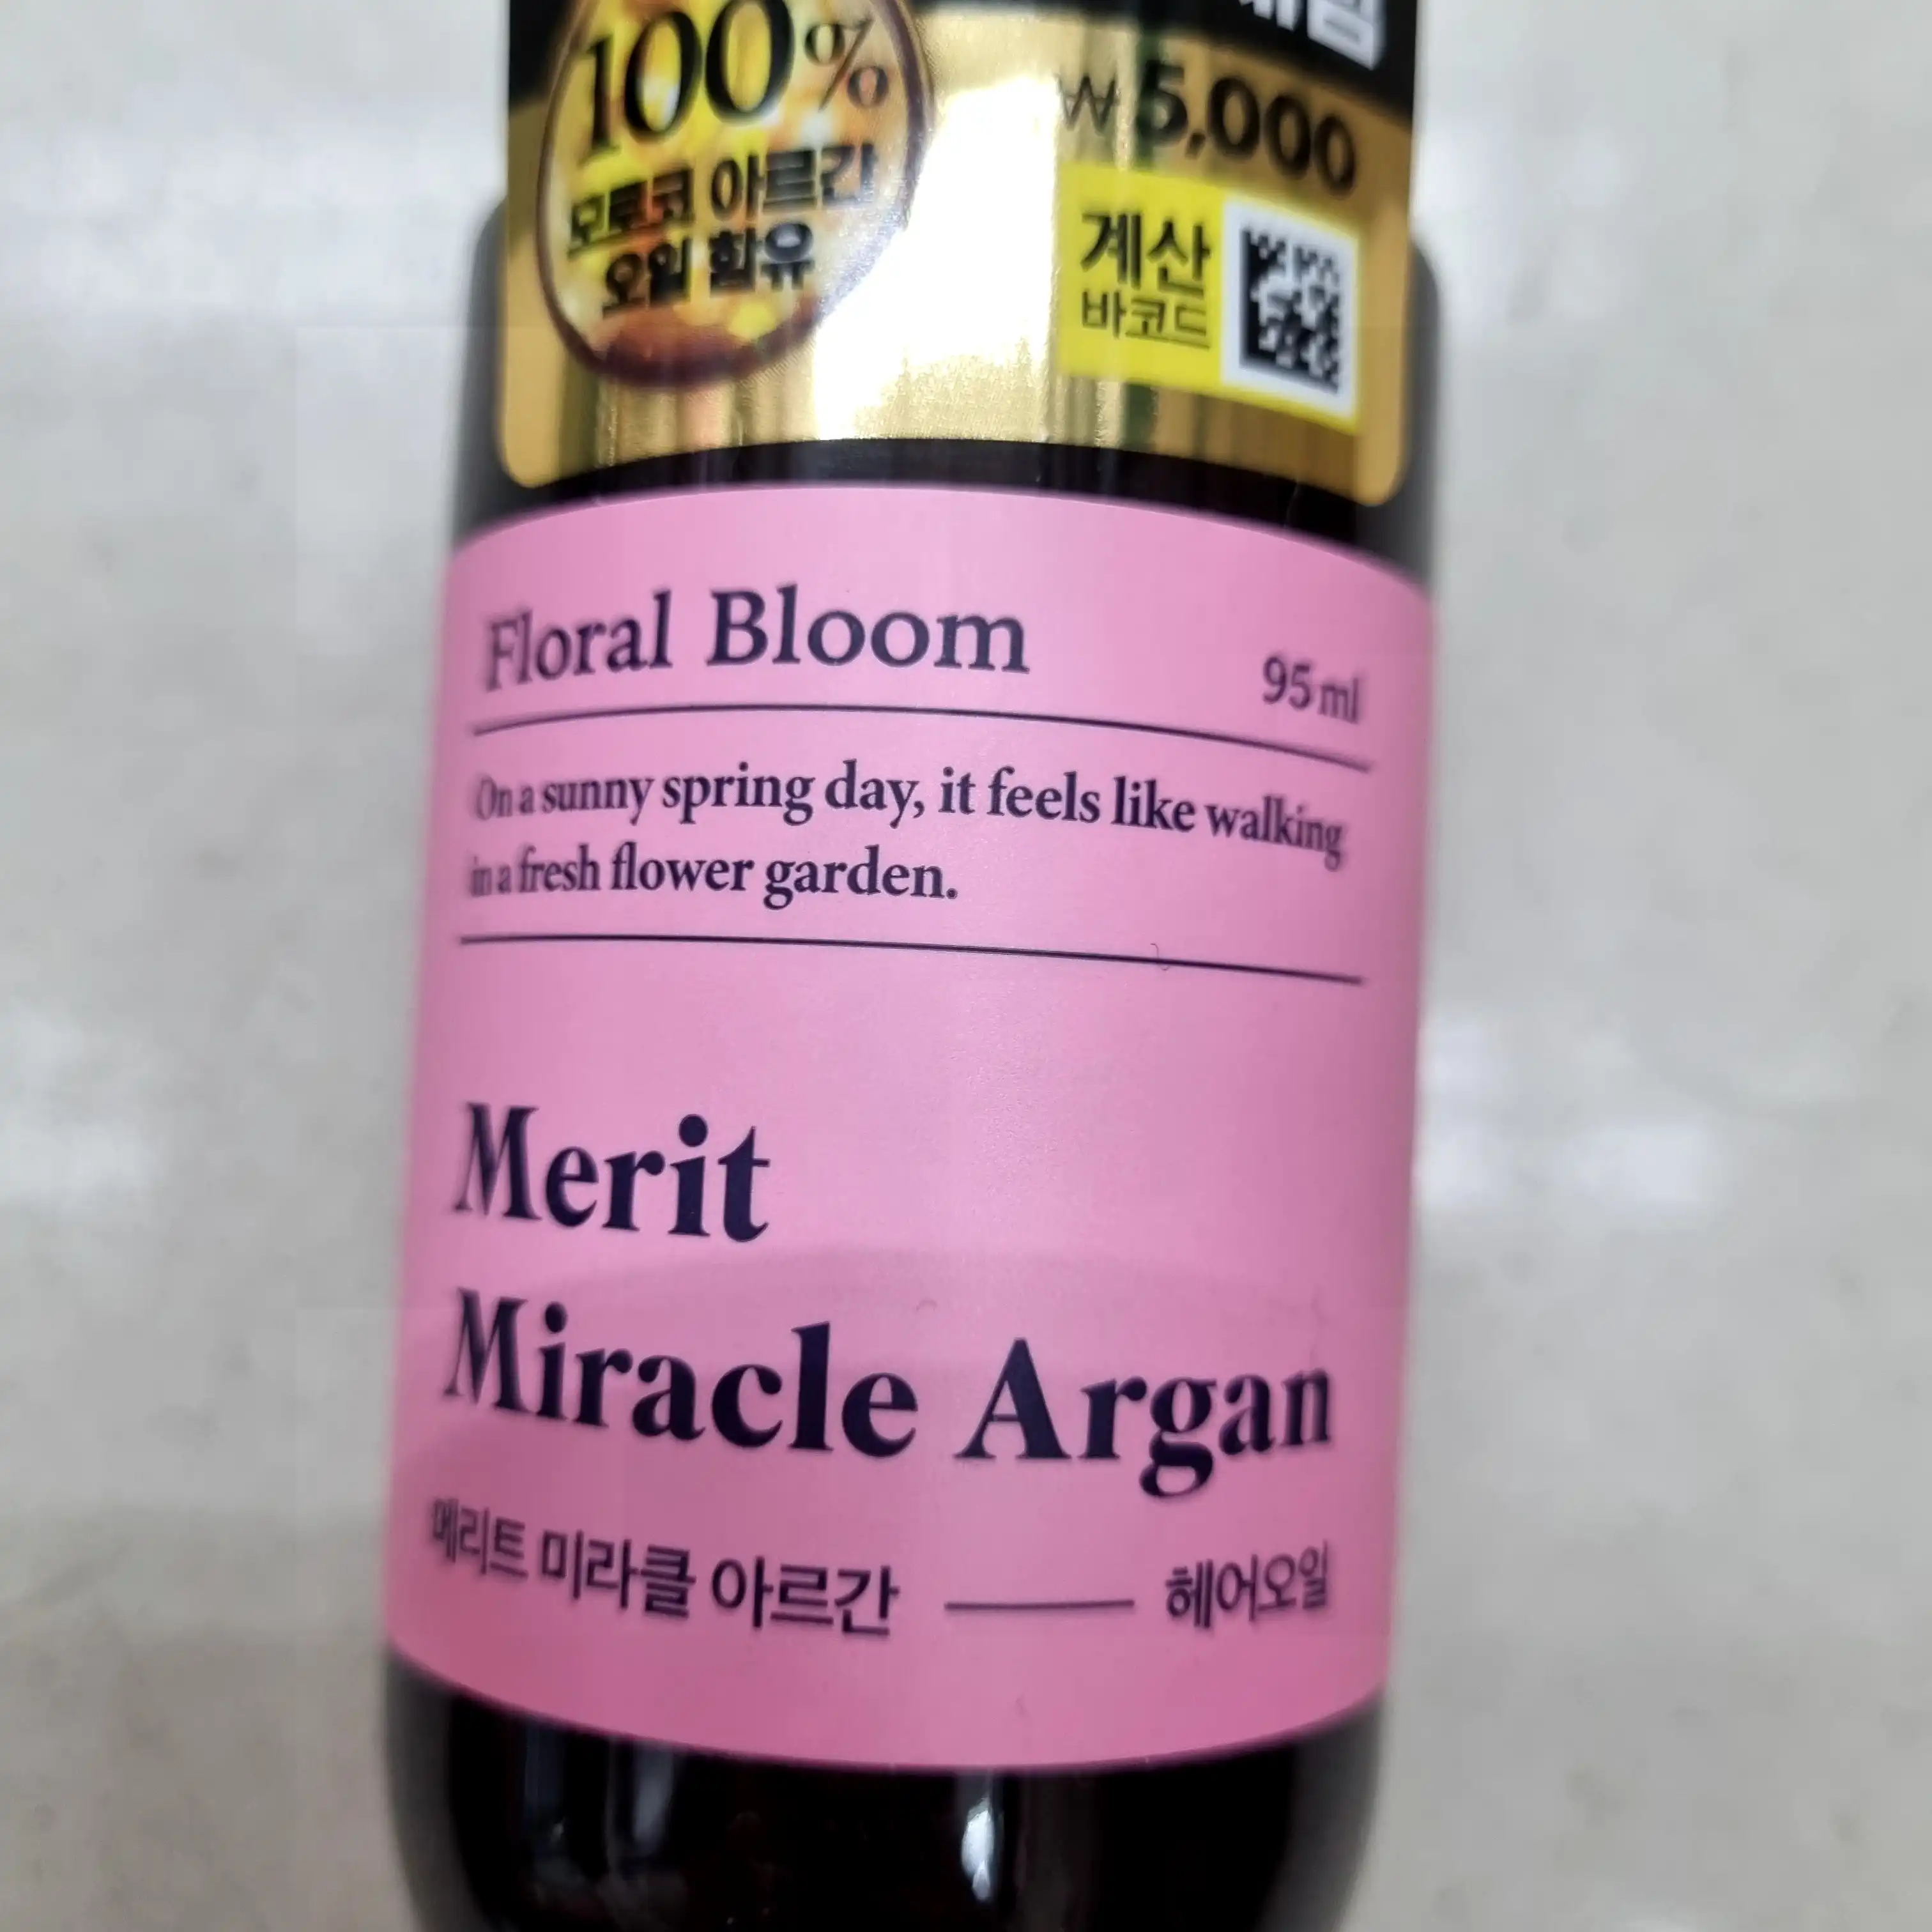 100%
모로코 아르간
오일 함유
₩5,000
계산
바코드
Floral Bloom
95ml
On a sunny spring day, it feels like walking
in a fresh flower garden.
Merit
Miracle Argan
메리트 미라클 아르간 헤어오일